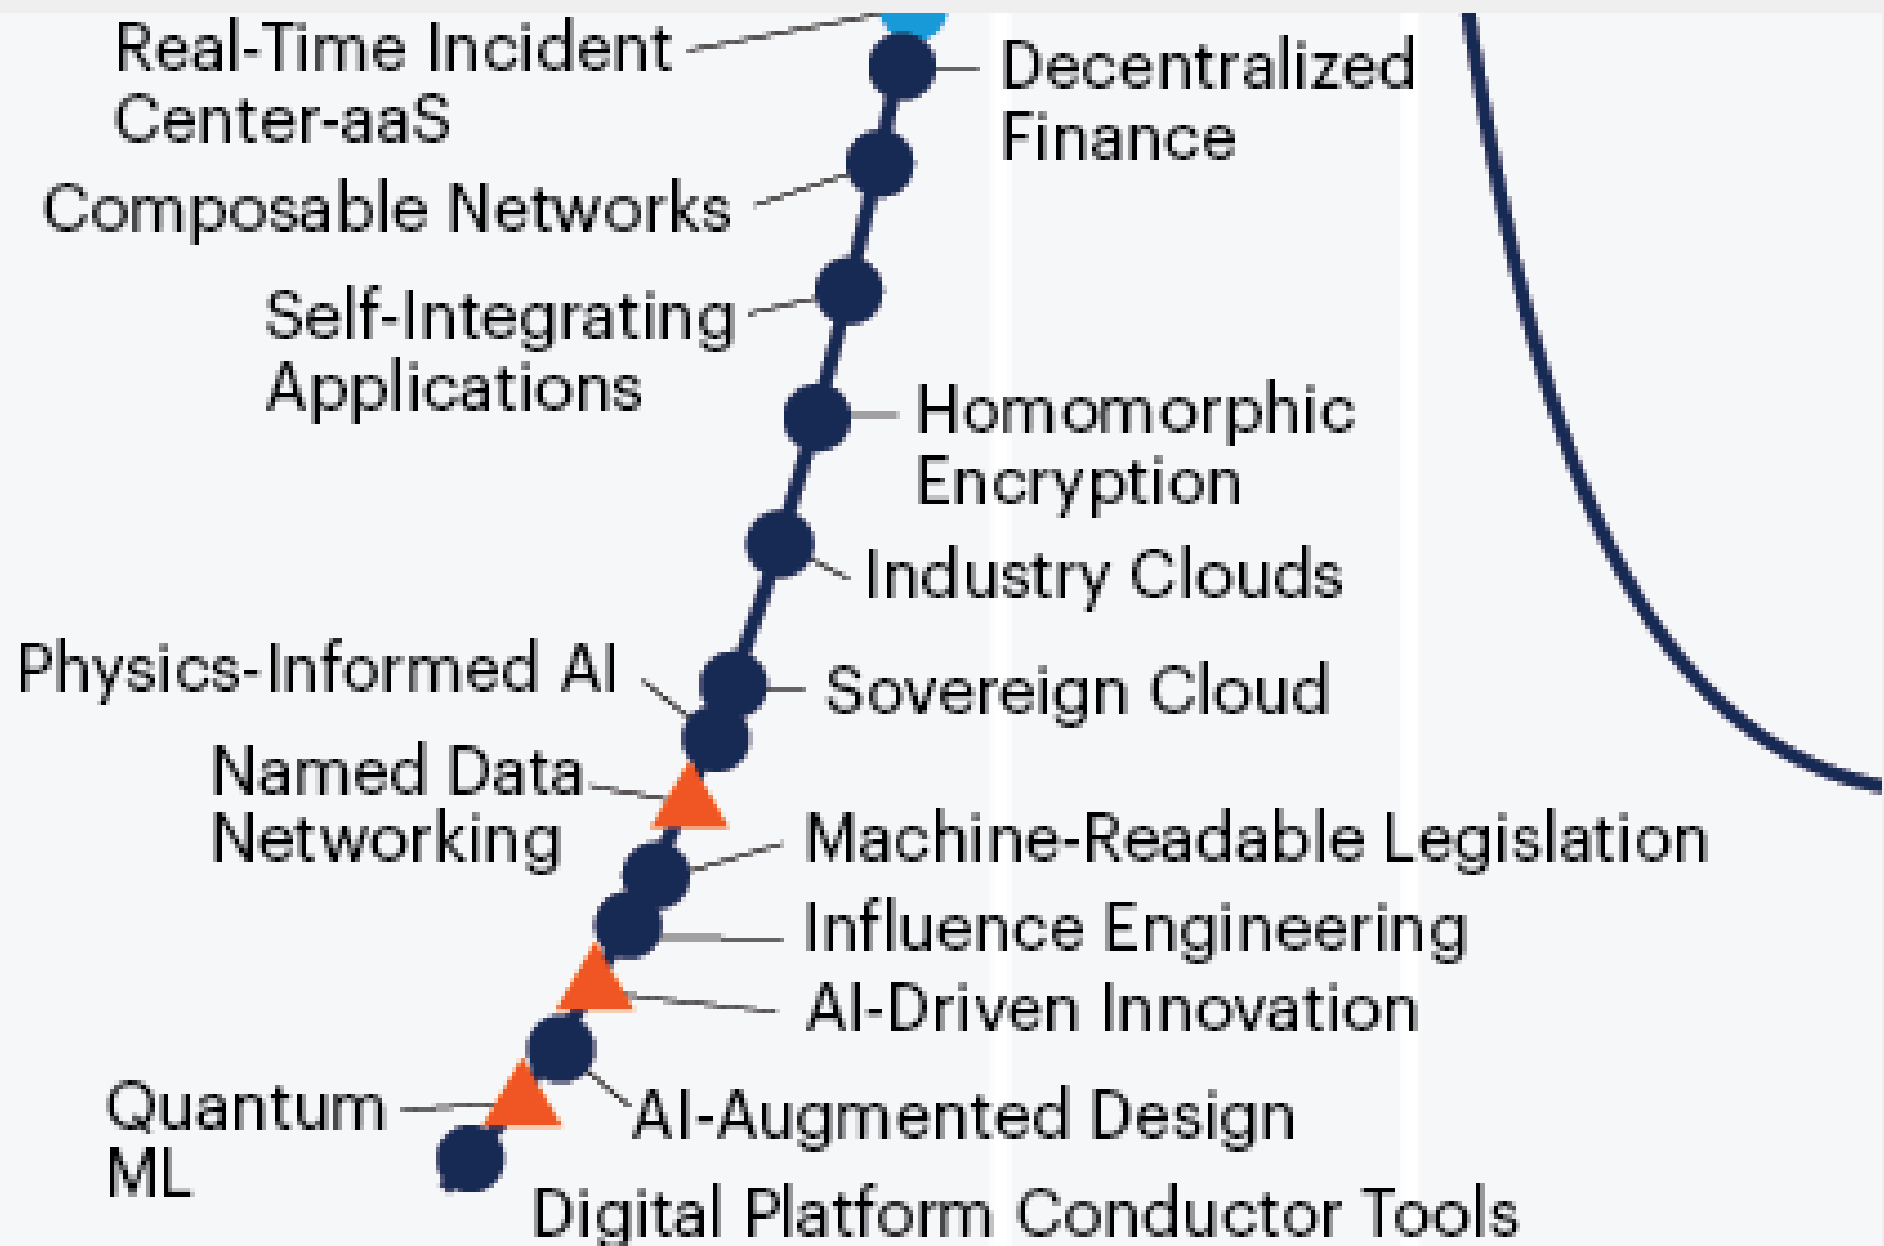 Real-Time Incident
Center-aaS
Decentralized
Finance
Composable Networks
Self-Integrating
Applications
Homomorphic
Encryption
Industry Clouds
Physics-Informed AI
Sovereign Cloud
Named Data
Networking
Machine-Readable Legislation
Influence Engineering
AI-Driven Innovation
Quantum
ML
AI-Augmented Design
Digital Platform Conductor Tools